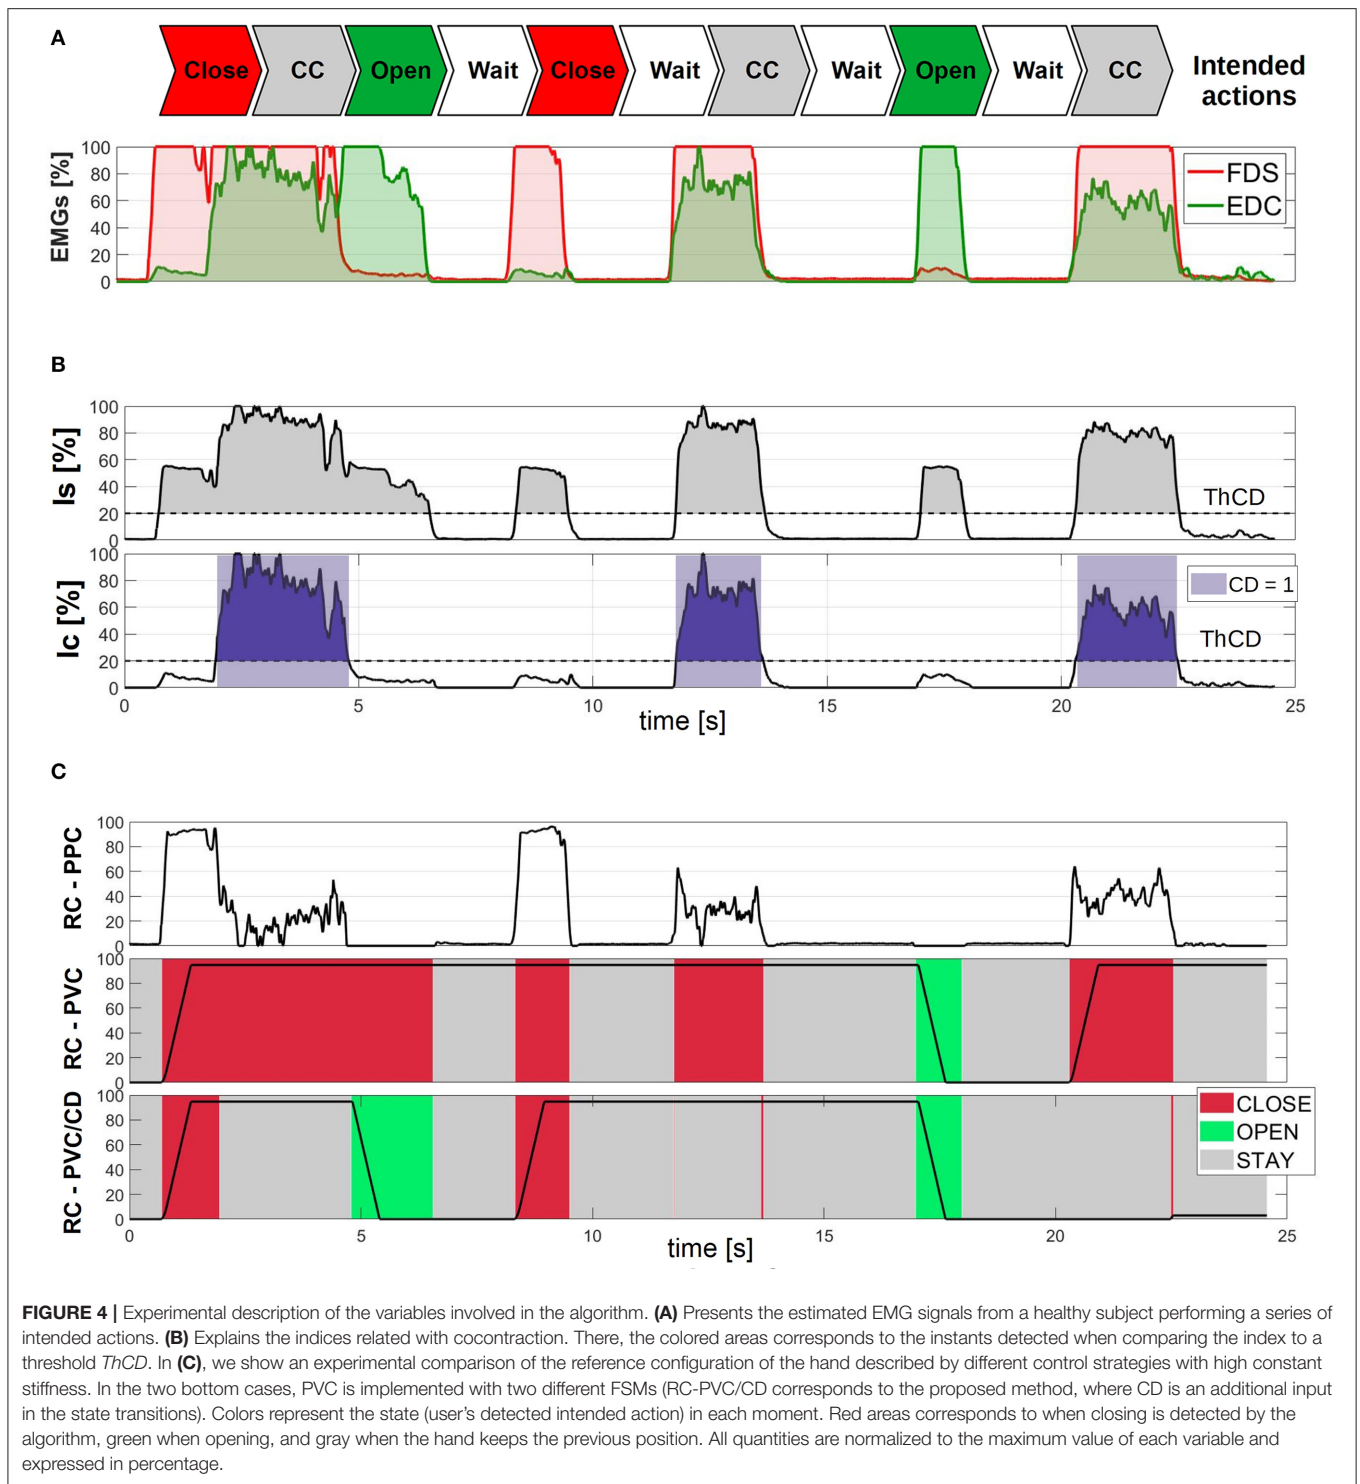 A
Close CC Open Wait Close Wait CC Wait Open Wait CC
Intended
actions
EMGs [%]
100
80
60
40
20
0
FDS
EDC
B
Is [%]
100
80
60
40
20
0
ThCD
Ic [%]
100
80
60
40
20
0
CD = 1
ThCD
0 5 10 15 20 25
time [s]
C
RC - PPC
100
80
60
40
20
0
RC - PVC
100
80
60
40
20
0
RC - PVC/CD
100
80
60
40
20
0
CLOSE
OPEN
STAY
0 5 10 15 20 25
time [s]
FIGURE 4 | Experimental description of the variables involved in the algorithm. (A) Presents the estimated EMG signals from a healthy subject performing a series of
intended actions. (B) Explains the indices related with cocontraction. There, the colored areas corresponds to the instants detected when comparing the index to a
threshold ThCD. In (C), we show an experimental comparison of the reference configuration of the hand described by different control strategies with high constant
stiffness. In the two bottom cases, PVC is implemented with two different FSMs (RC-PVC/CD corresponds to the proposed method, where CD is an additional input
in the state transitions). Colors represent the state (user's detected intended action) in each moment. Red areas corresponds to when closing is detected by the
algorithm, green when opening, and gray when the hand keeps the previous position. All quantities are normalized to the maximum value of each variable and
expressed in percentage.